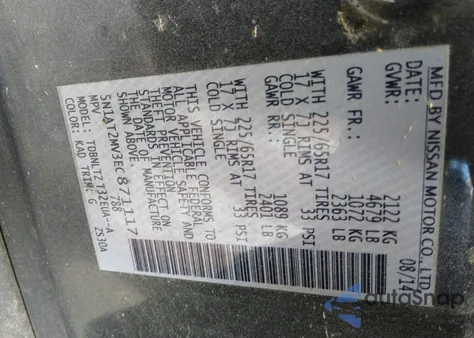 MFD BY NISSAN MOTOR CO., LTD.
DATE: 08/14
GVWR: 2122 KG
4679 LB
GAWR FR: 1072 KG
2363 LB
WITH 225/65R17 TIRES
17 X 7J RIMS AT 33 PSI
COLD SINGLE
GAWR RR: 1089 KG
2401 LB
WITH 225/65R17 TIRES
17 X 7J RIMS AT 33 PSI
COLD SINGLE
THIS VEHICLE CONFORMS TO
ALL APPLICABLE FEDERAL
MOTOR VEHICLE SAFETY AND
THEFT PREVENTION
STANDARDS IN EFFECT ON
THE DATE OF MANUFACTURE
SHOWN ABOVE.
788
5N1AT2MV3EC871117
MPV
TDBNLT7-T32EUA--A
COLOR: KAD TRIM: G ZS30A
autoSnap